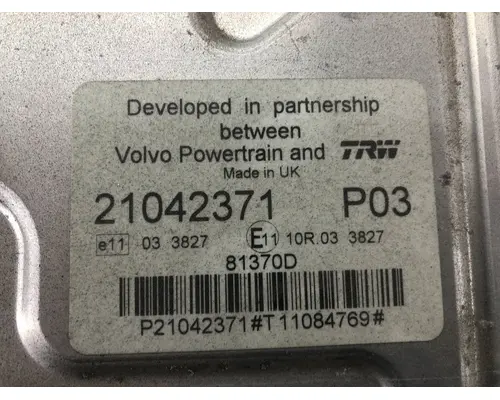 Developed in partnership
between
Volvo Powertrain and TRW
Made in UK
21042371 P03
e11 03 3827 E11 10R.03 3827
81370D
P21042371#T11084769#